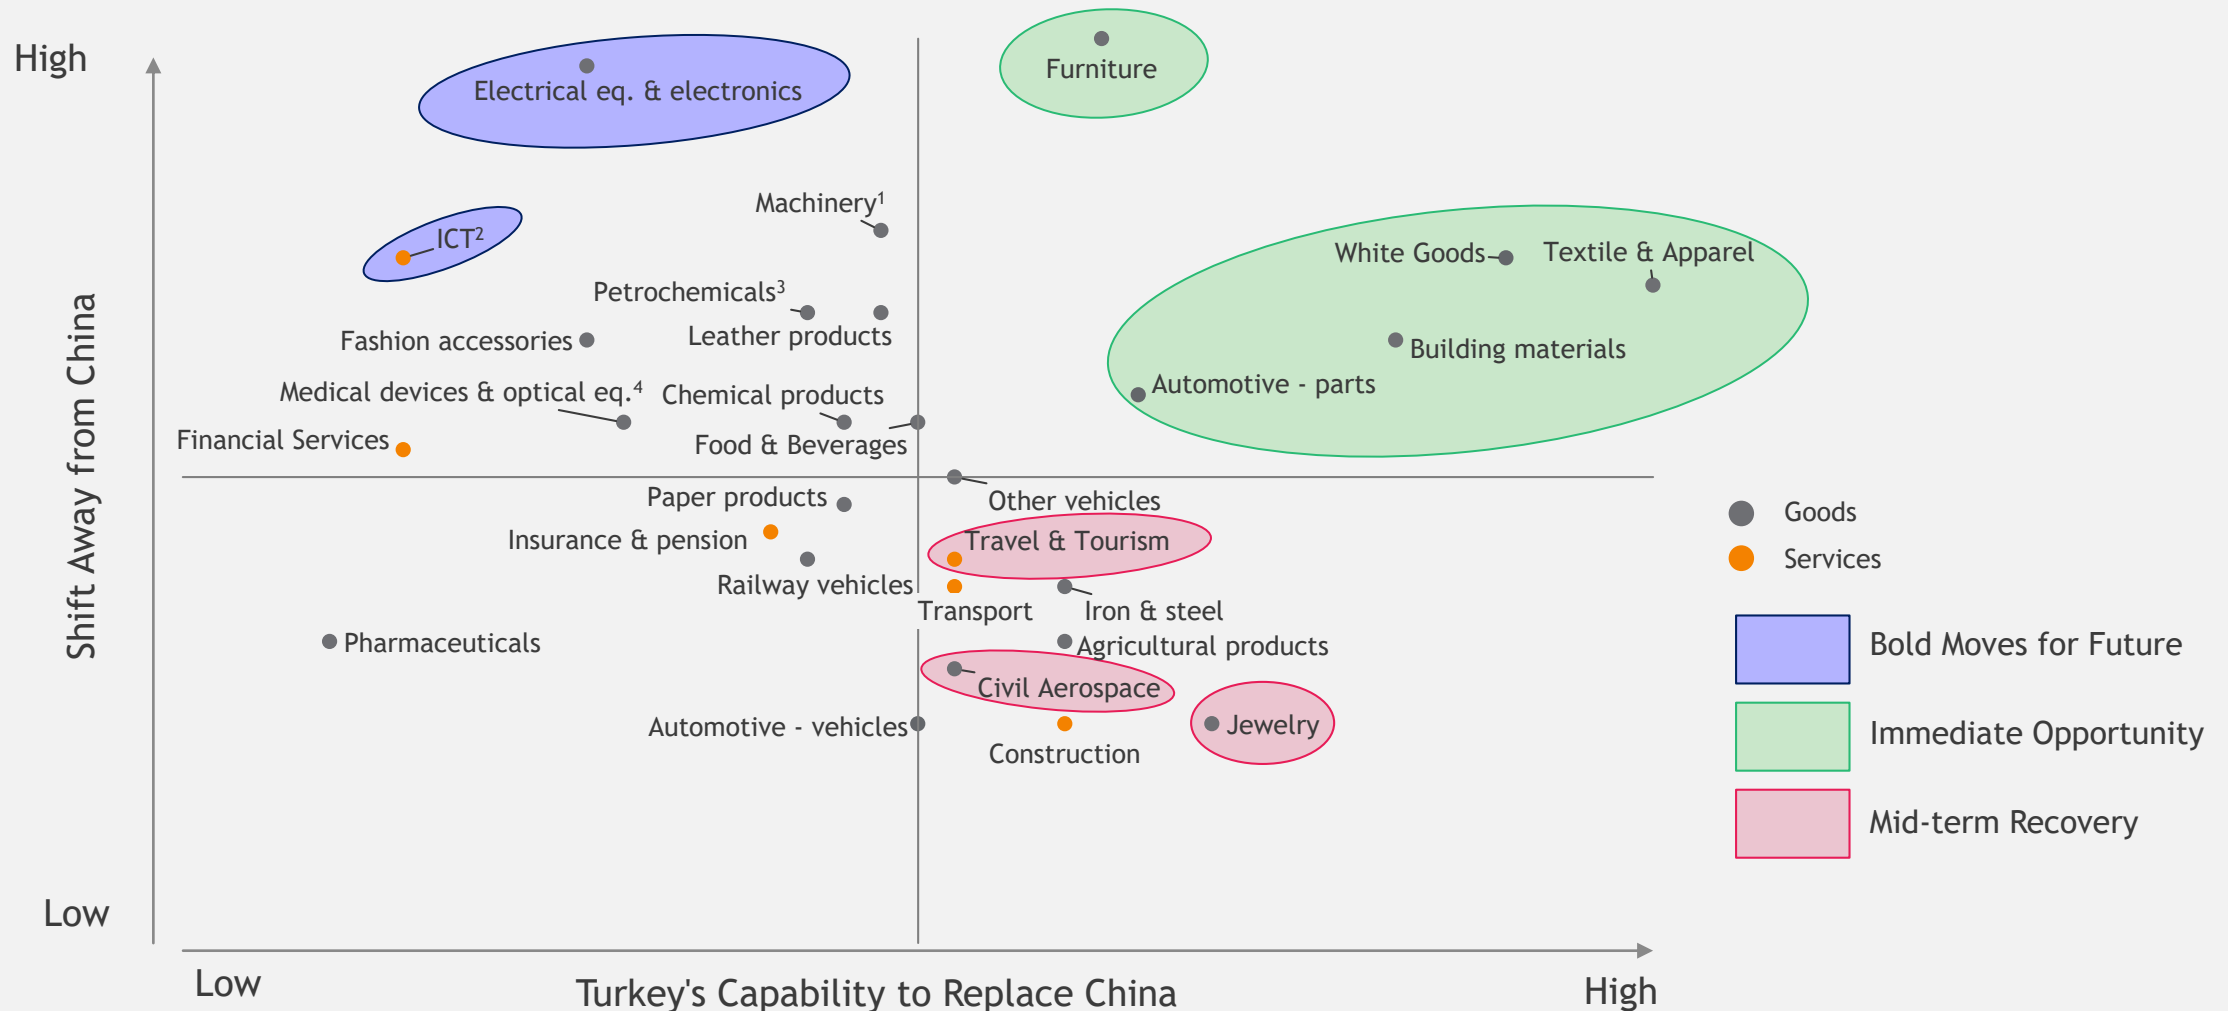 High
Furniture
Electrical eq. & electronics
Machinery¹
ICT²
White Goods
Textile & Apparel
Petrochemicals³
Leather products
Fashion accessories
Building materials
Automotive - parts
Medical devices & optical eq.⁴
Chemical products
Financial Services
Food & Beverages
Shift Away from China
Paper products
Other vehicles
Insurance & pension
Travel & Tourism
Railway vehicles
Transport
Iron & steel
Pharmaceuticals
Agricultural products
Civil Aerospace
Automotive - vehicles
Jewelry
Construction
Goods
Services
Bold Moves for Future
Immediate Opportunity
Mid-term Recovery
Low
Low
Turkey's Capability to Replace China
High